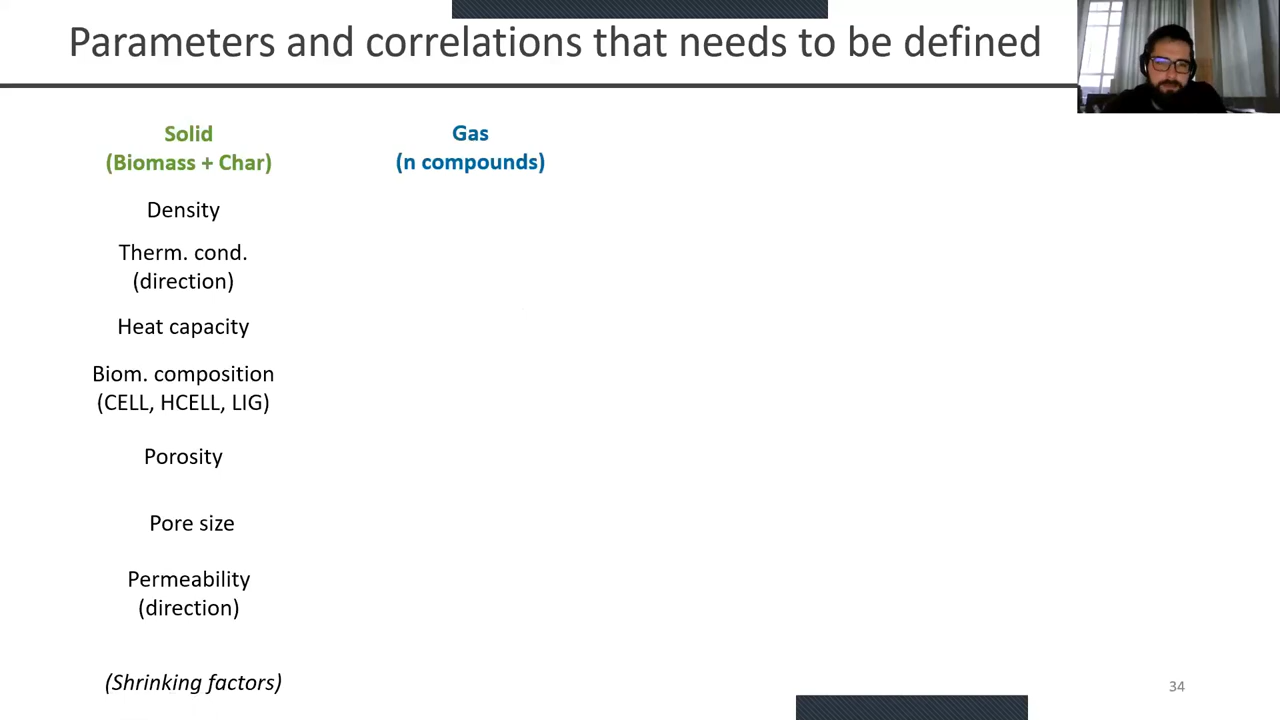 Parameters and correlations that needs to be defined
Solid
(Biomass + Char)
Gas
(n compounds)
Density
Therm. cond.
(direction)
Heat capacity
Biom. composition
(CELL, HCELL, LIG)
Porosity
Pore size
Permeability
(direction)
(Shrinking factors)
34